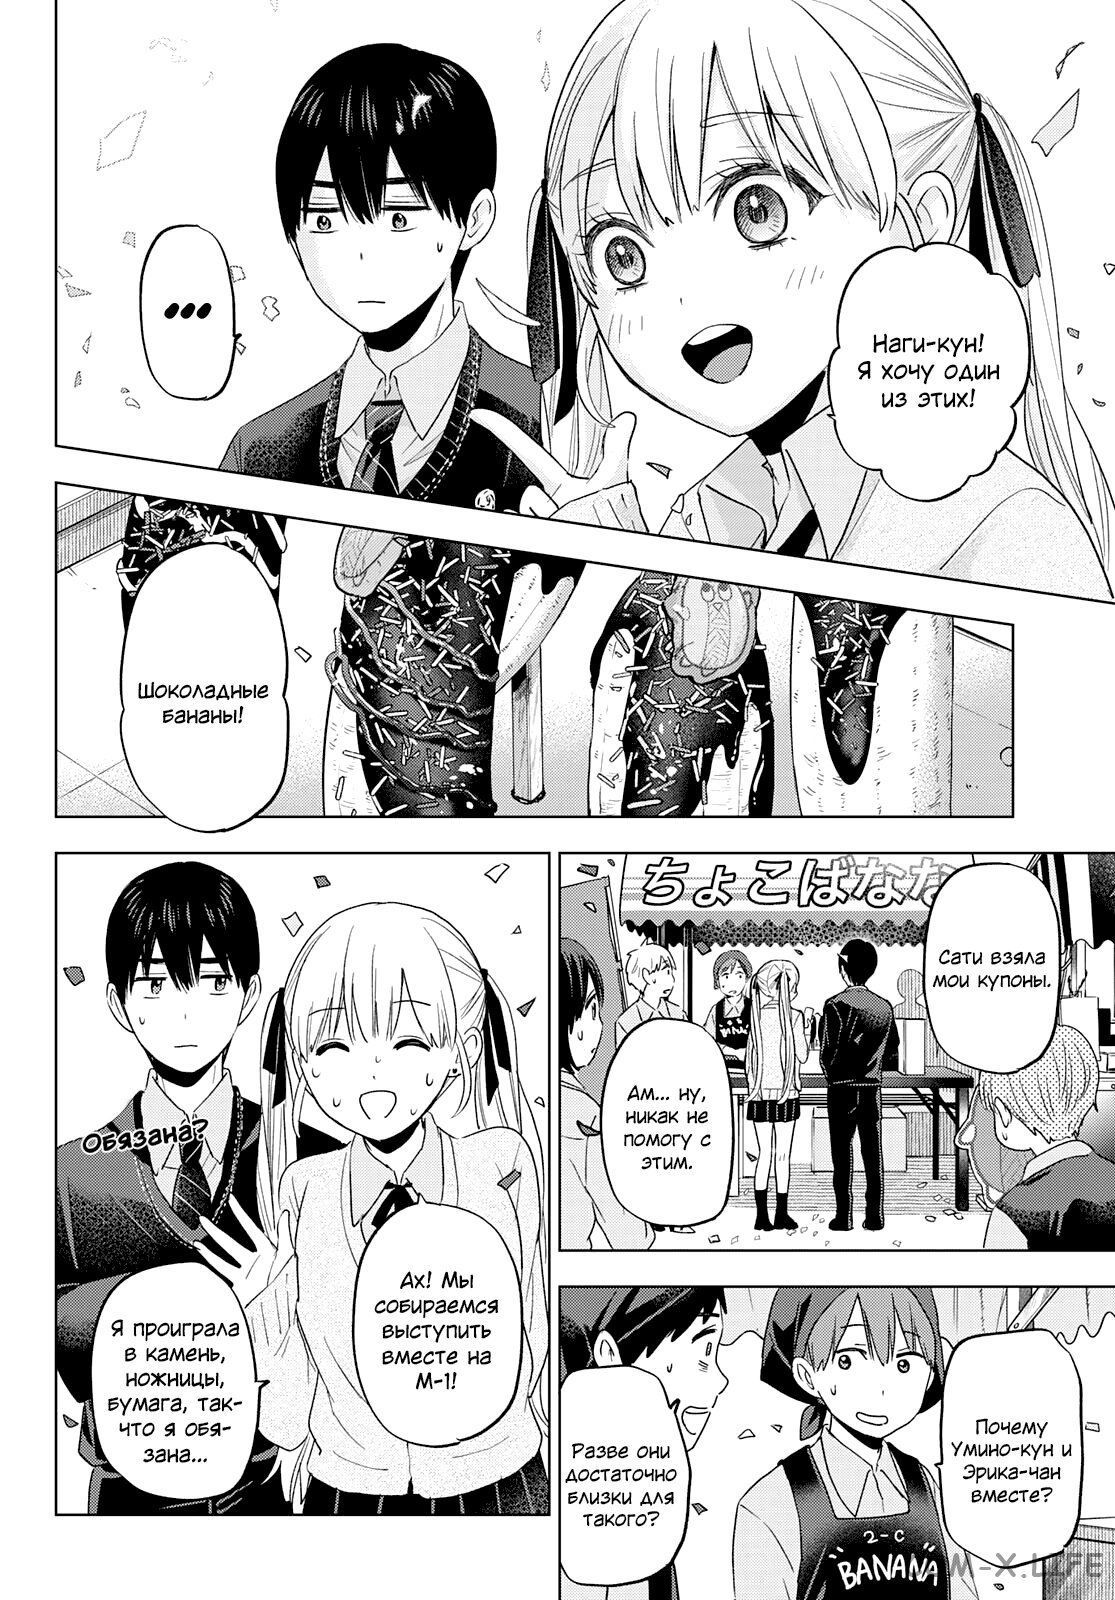 Наги-кун!
Я хочу один
из этих!
...
Шоколадные
бананы!
ちょこばなな
Сати взяла
мои купоны.
Ам... ну,
никак не
помогу с
этим.
BANANA
Почему
Умино-кун и
Эрика-чан
вместе?
Разве они
достаточно
близки для
такого?
2-C
BANANA
Ах! Мы
собираемся
выступить
вместе на
М-1!
Я проиграла
в камень,
ножницы,
бумага, так-
что я обя-
зана...
Обязана?
M-X.LIFE